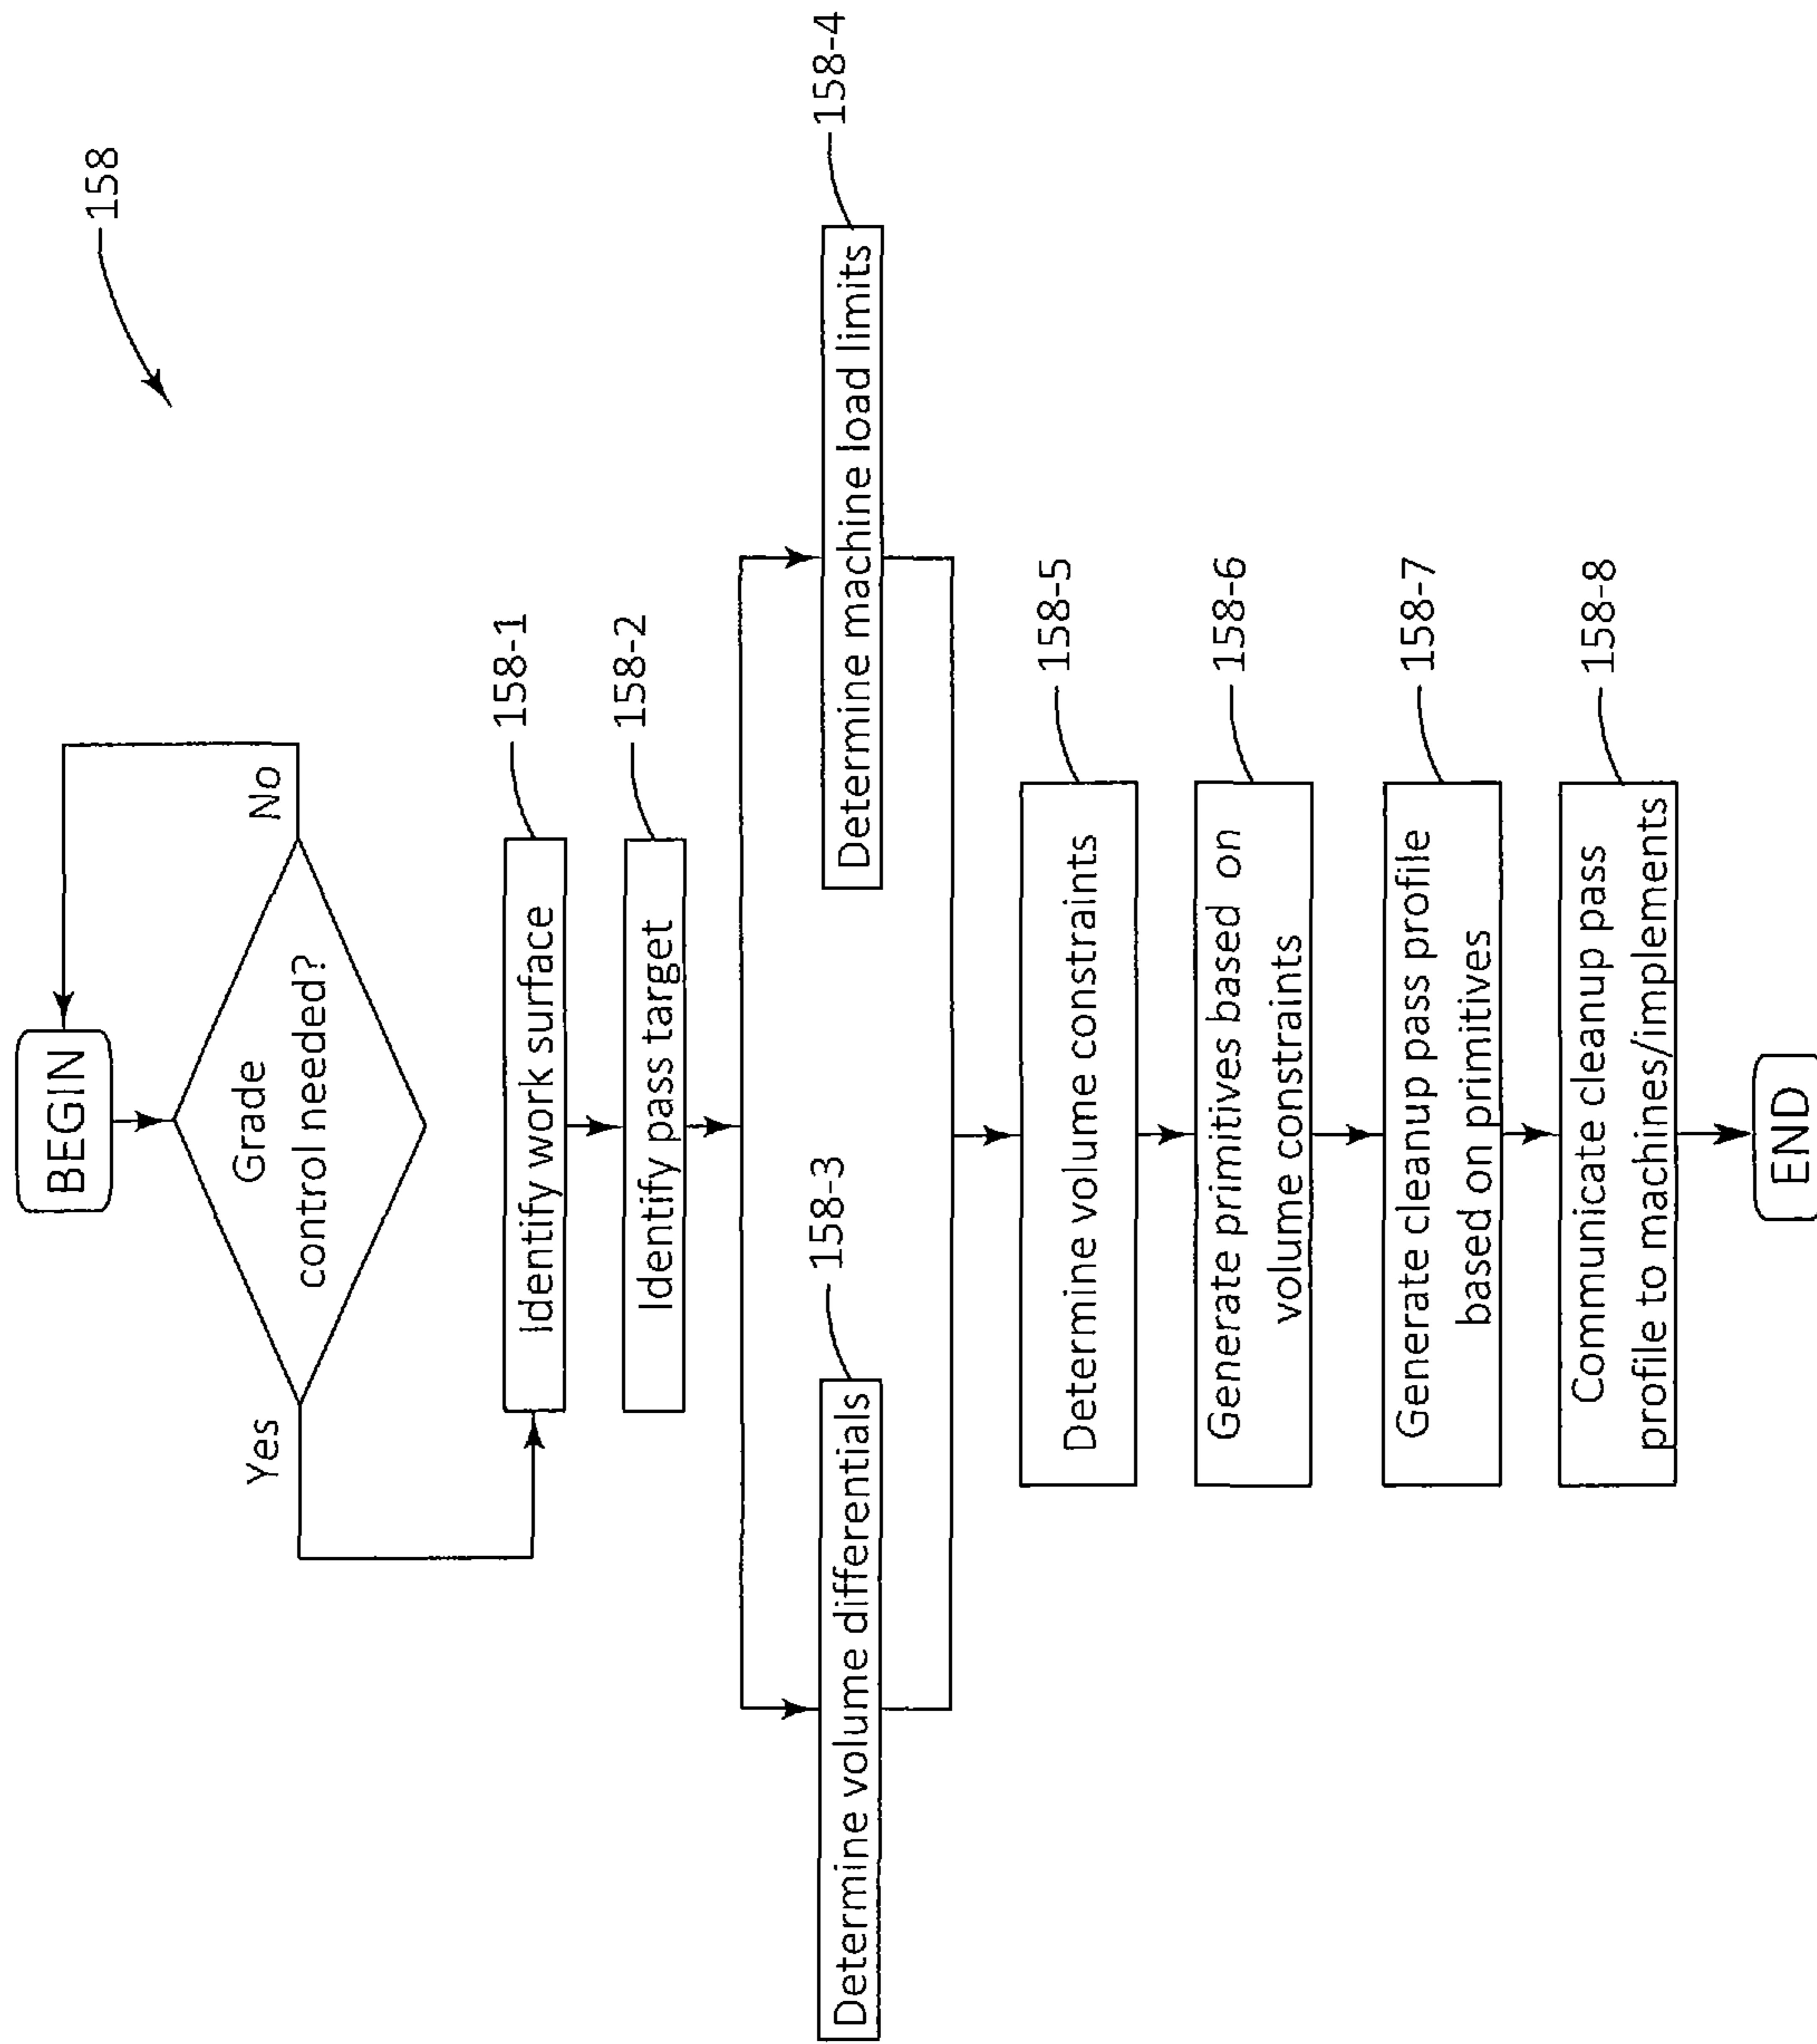 158
BEGIN
Grade
control needed?
No
Yes
Identify work surface
158-1
Identify pass target
158-2
Determine volume differentials
158-3
Determine machine load limits
158-4
Determine volume constraints
158-5
Generate primitives based on
volume constraints
158-6
Generate cleanup pass profile
based on primitives
158-7
Communicate cleanup pass
profile to machines/implements
158-8
END